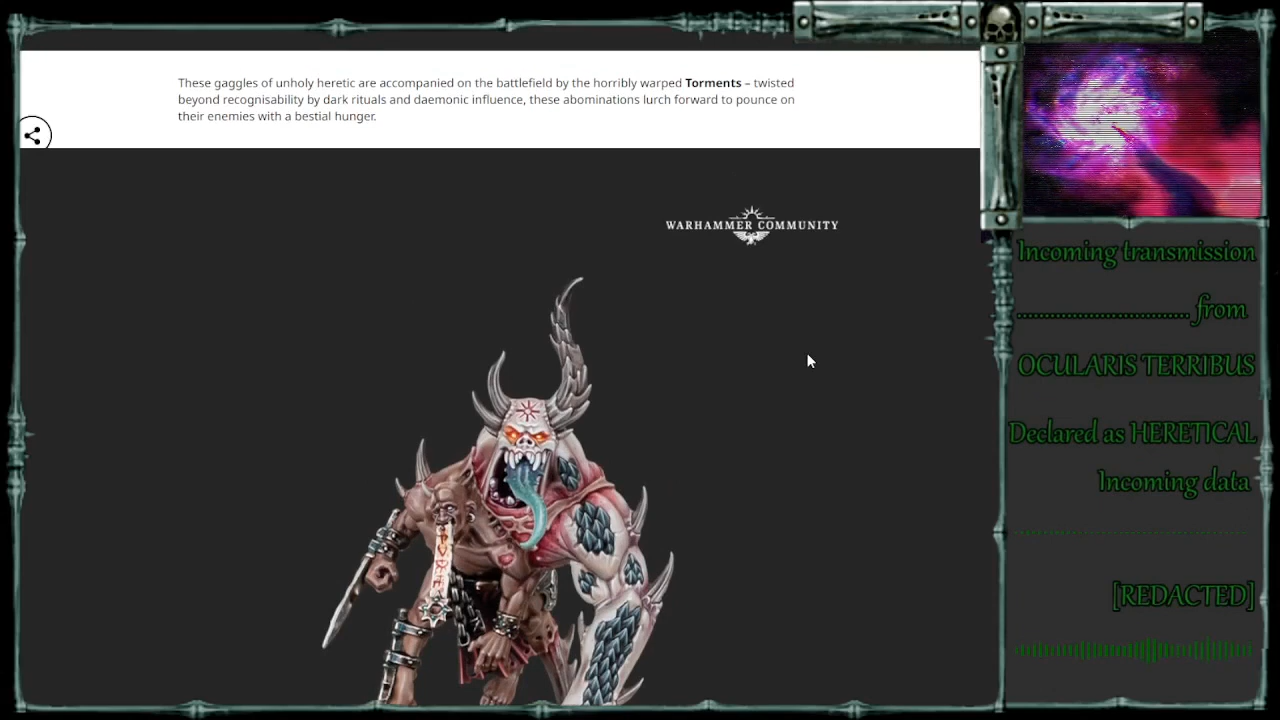 These gaggles of unholy heretic are accompanied on the battlefield by the horribly warped Torments – twisted
beyond recognisability by dark rituals and daemonic influence, these abominations lurch forward to pounce on
their enemies with a bestial hunger.
WARHAMMER COMMUNITY
Incoming transmission
................................ from
OCULARIS TERRIBUS
Declared as HERETICAL
Incoming data
[REDACTED]